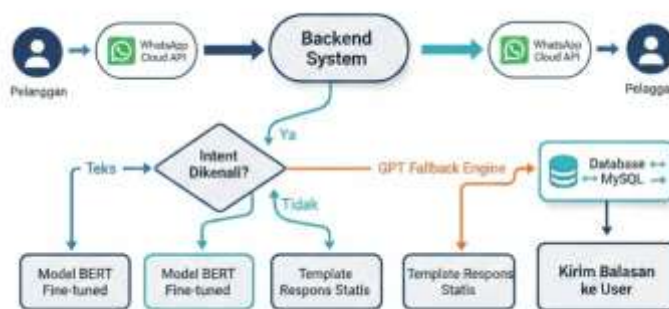 WhatsApp
Cloud API
Backend
System
WhatsApp
Cloud API
Pelanggan
Pelaggan
Ya
Intent
Dikenali?
Teks
GPT Fallback Engine
Tidak
Database
MySQL
Model BERT
Fine-tuned
Model BERT
Fine-tuned
Template
Respons Statis
Template Respons
Statis
Kirim Balasan
ke User